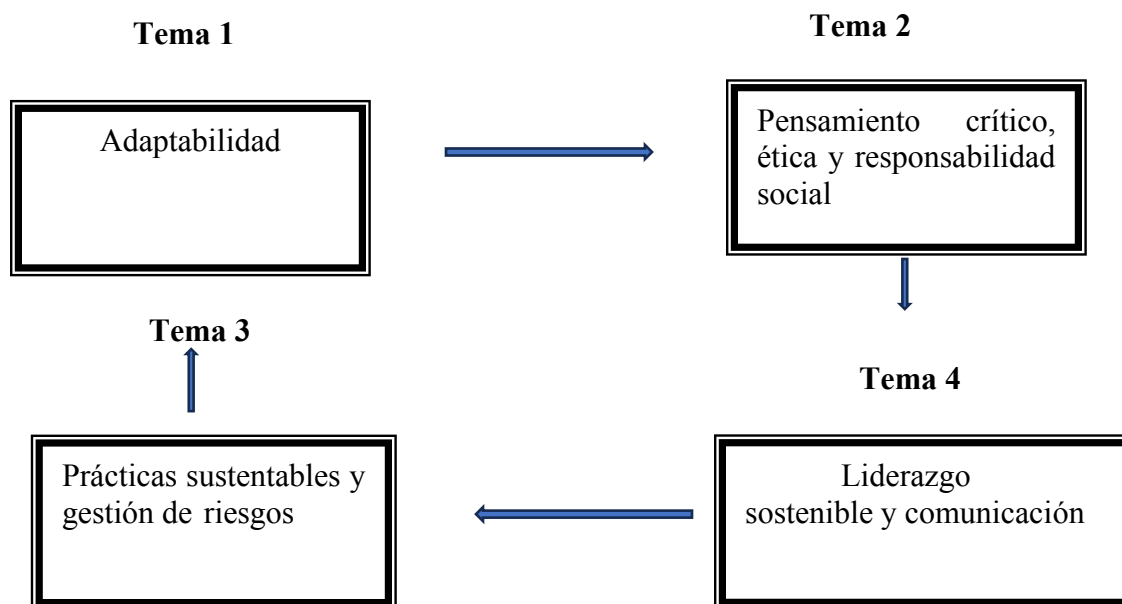 Tema 1
Tema 2
Adaptabilidad
Pensamiento crítico,
ética y responsabilidad
social
Tema 3
Tema 4
Prácticas sustentables y
gestión de riesgos
Liderazgo
sostenible y comunicación